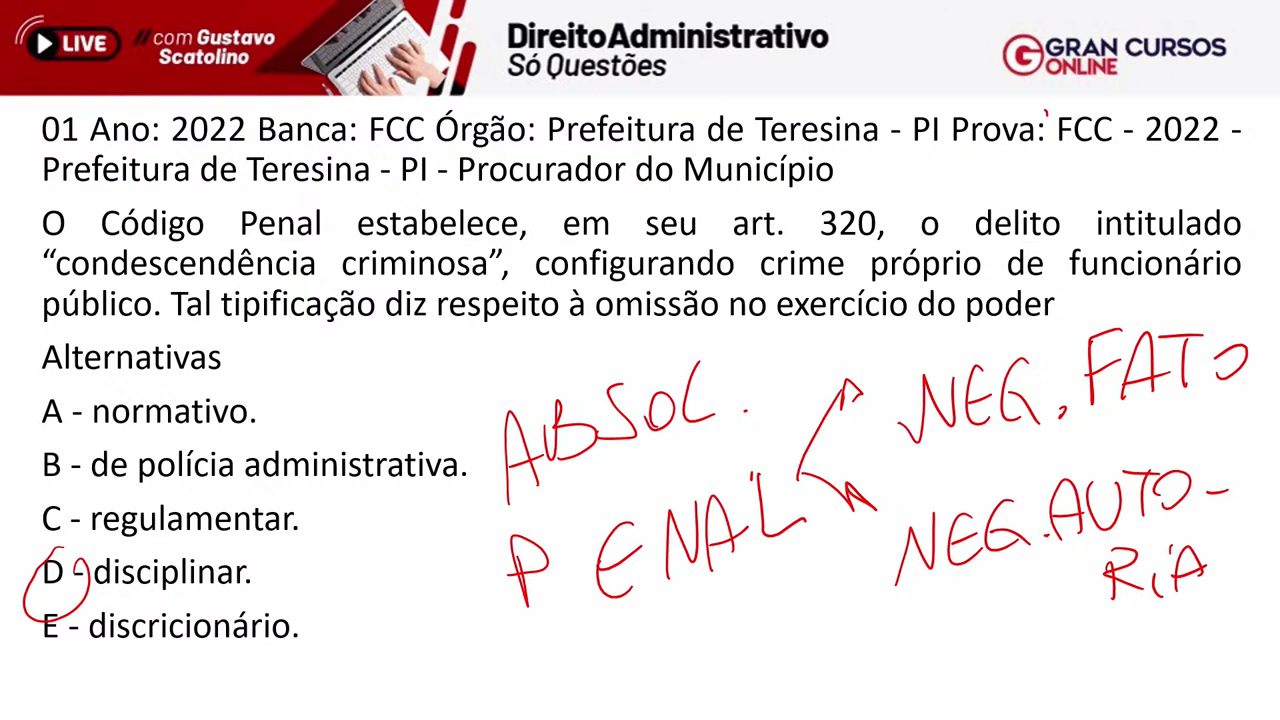 LIVE
// com Gustavo
Scatolino
Direito Administrativo
Só Questões
GRAN CURSOS
ONLINE
01 Ano: 2022 Banca: FCC Órgão: Prefeitura de Teresina - PI Prova: FCC - 2022 -
Prefeitura de Teresina - PI - Procurador do Município
O Código Penal estabelece, em seu art. 320, o delito intitulado
“condescendência criminosa”, configurando crime próprio de funcionário
público. Tal tipificação diz respeito à omissão no exercício do poder
Alternativas
A - normativo.
B - de polícia administrativa.
C - regulamentar.
D - disciplinar.
E - discricionário.
ABSOL.
PENAL
NEG. FATO
NEG. AUTO-
RIA